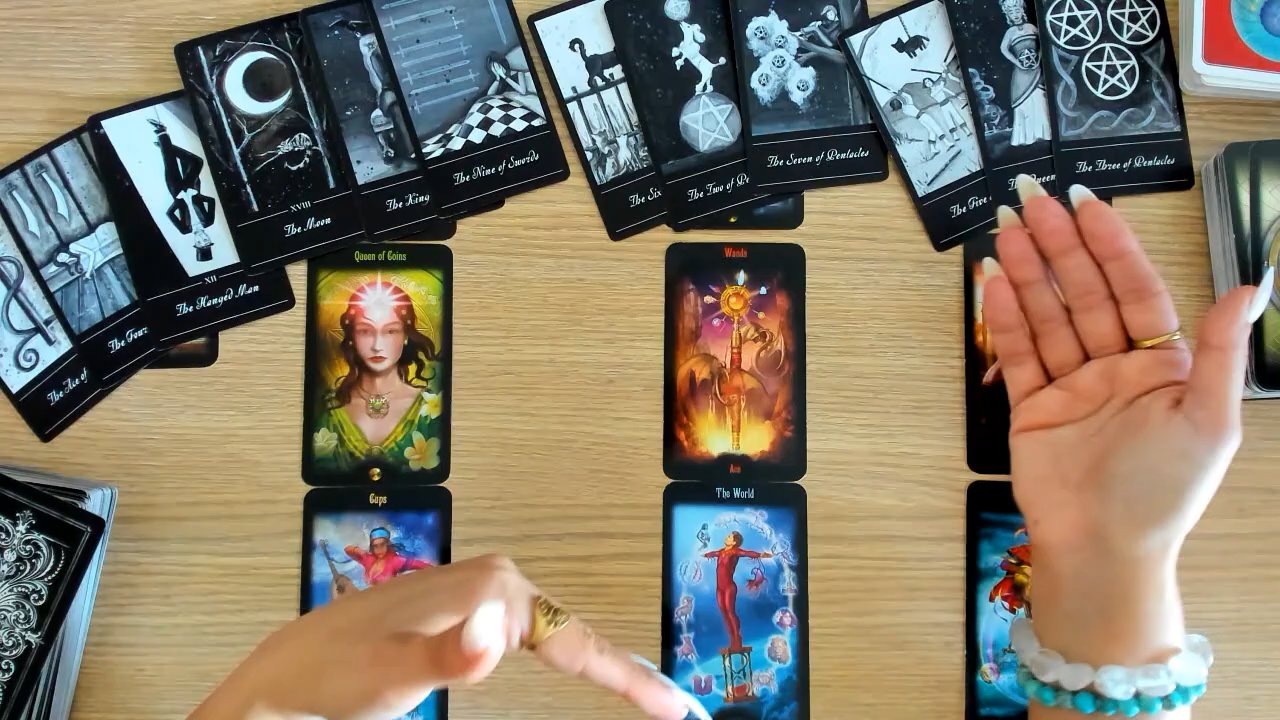 The Ace of
The Four
XII
The Hanged Man
XVIII
The Moon
The King
The Nine of Swords
The Six
The Two of Pe
The Seven of Pentacles
The Five
The Queen
The Three of Pentacles
Queen of Coins
Wands
Ace
Cups
The World